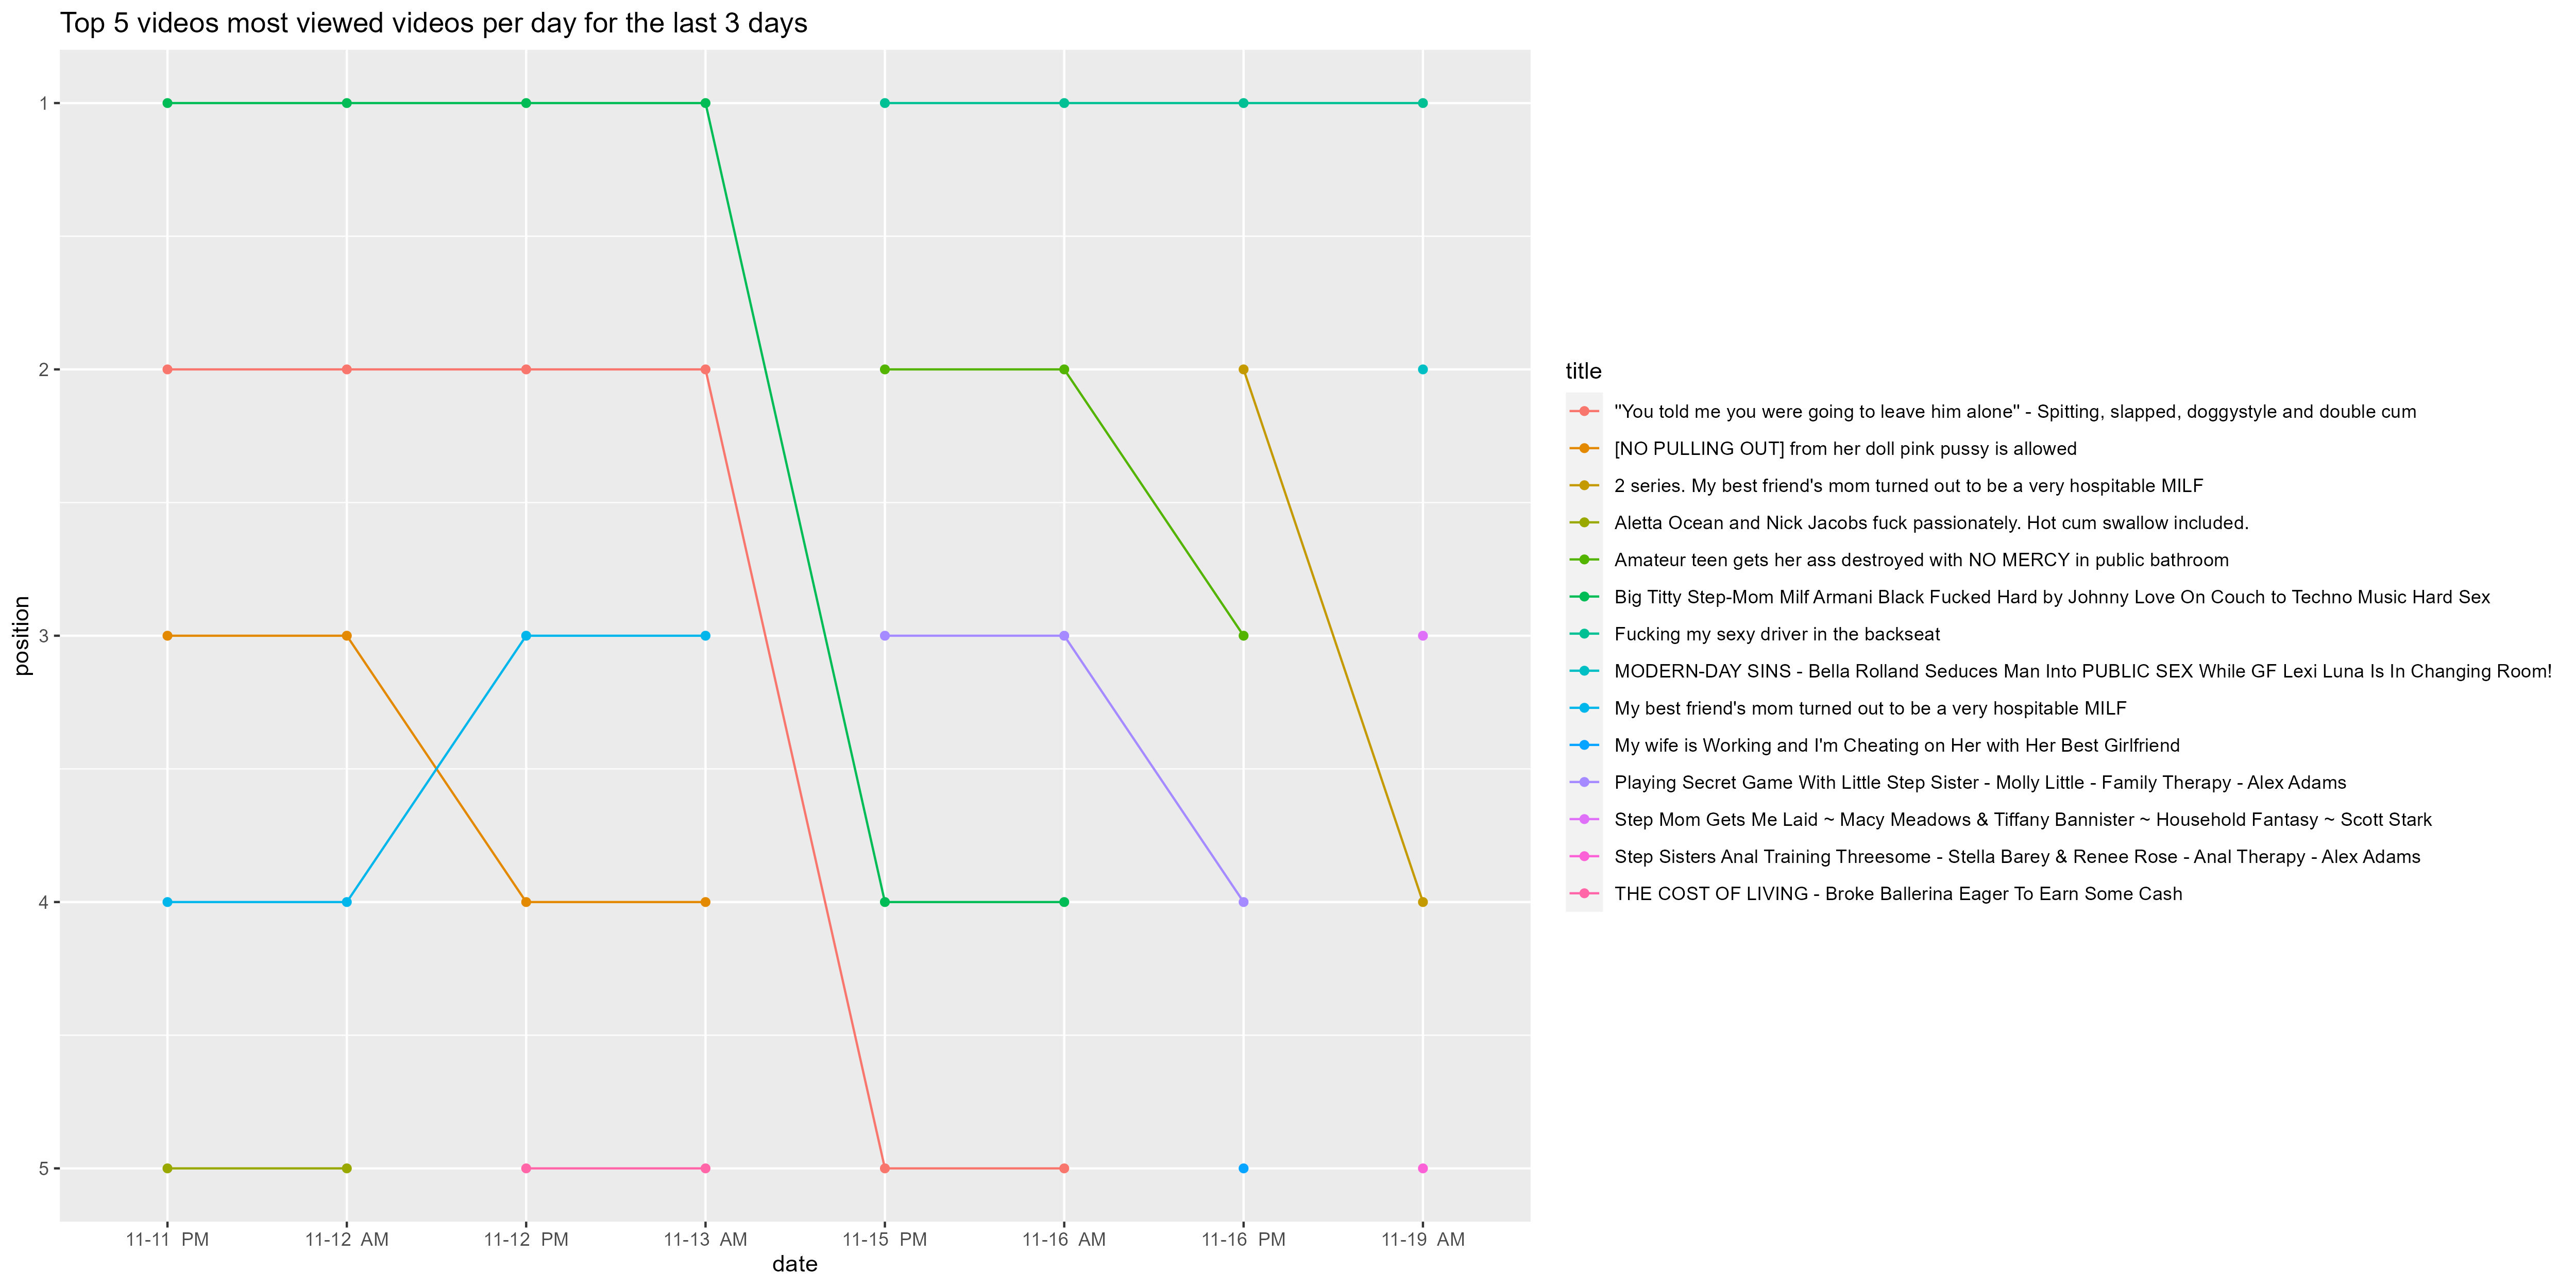 Top 5 videos most viewed videos per day for the last 3 days
1
2
3
4
5
position
11-11 PM
11-12 AM
11-12 PM
11-13 AM
11-15 PM
11-16 AM
11-16 PM
11-19 AM
date
title
"You told me you were going to leave him alone" - Spitting, slapped, doggystyle and double cum
[NO PULLING OUT] from her doll pink pussy is allowed
2 series. My best friend's mom turned out to be a very hospitable MILF
Aletta Ocean and Nick Jacobs fuck passionately. Hot cum swallow included.
Amateur teen gets her ass destroyed with NO MERCY in public bathroom
Big Titty Step-Mom Milf Armani Black Fucked Hard by Johnny Love On Couch to Techno Music Hard Sex
Fucking my sexy driver in the backseat
MODERN-DAY SINS - Bella Rolland Seduces Man Into PUBLIC SEX While GF Lexi Luna Is In Changing Room!
My best friend's mom turned out to be a very hospitable MILF
My wife is Working and I'm Cheating on Her with Her Best Girlfriend
Playing Secret Game With Little Step Sister - Molly Little - Family Therapy - Alex Adams
Step Mom Gets Me Laid ~ Macy Meadows & Tiffany Bannister ~ Household Fantasy ~ Scott Stark
Step Sisters Anal Training Threesome - Stella Barey & Renee Rose - Anal Therapy - Alex Adams
THE COST OF LIVING - Broke Ballerina Eager To Earn Some Cash